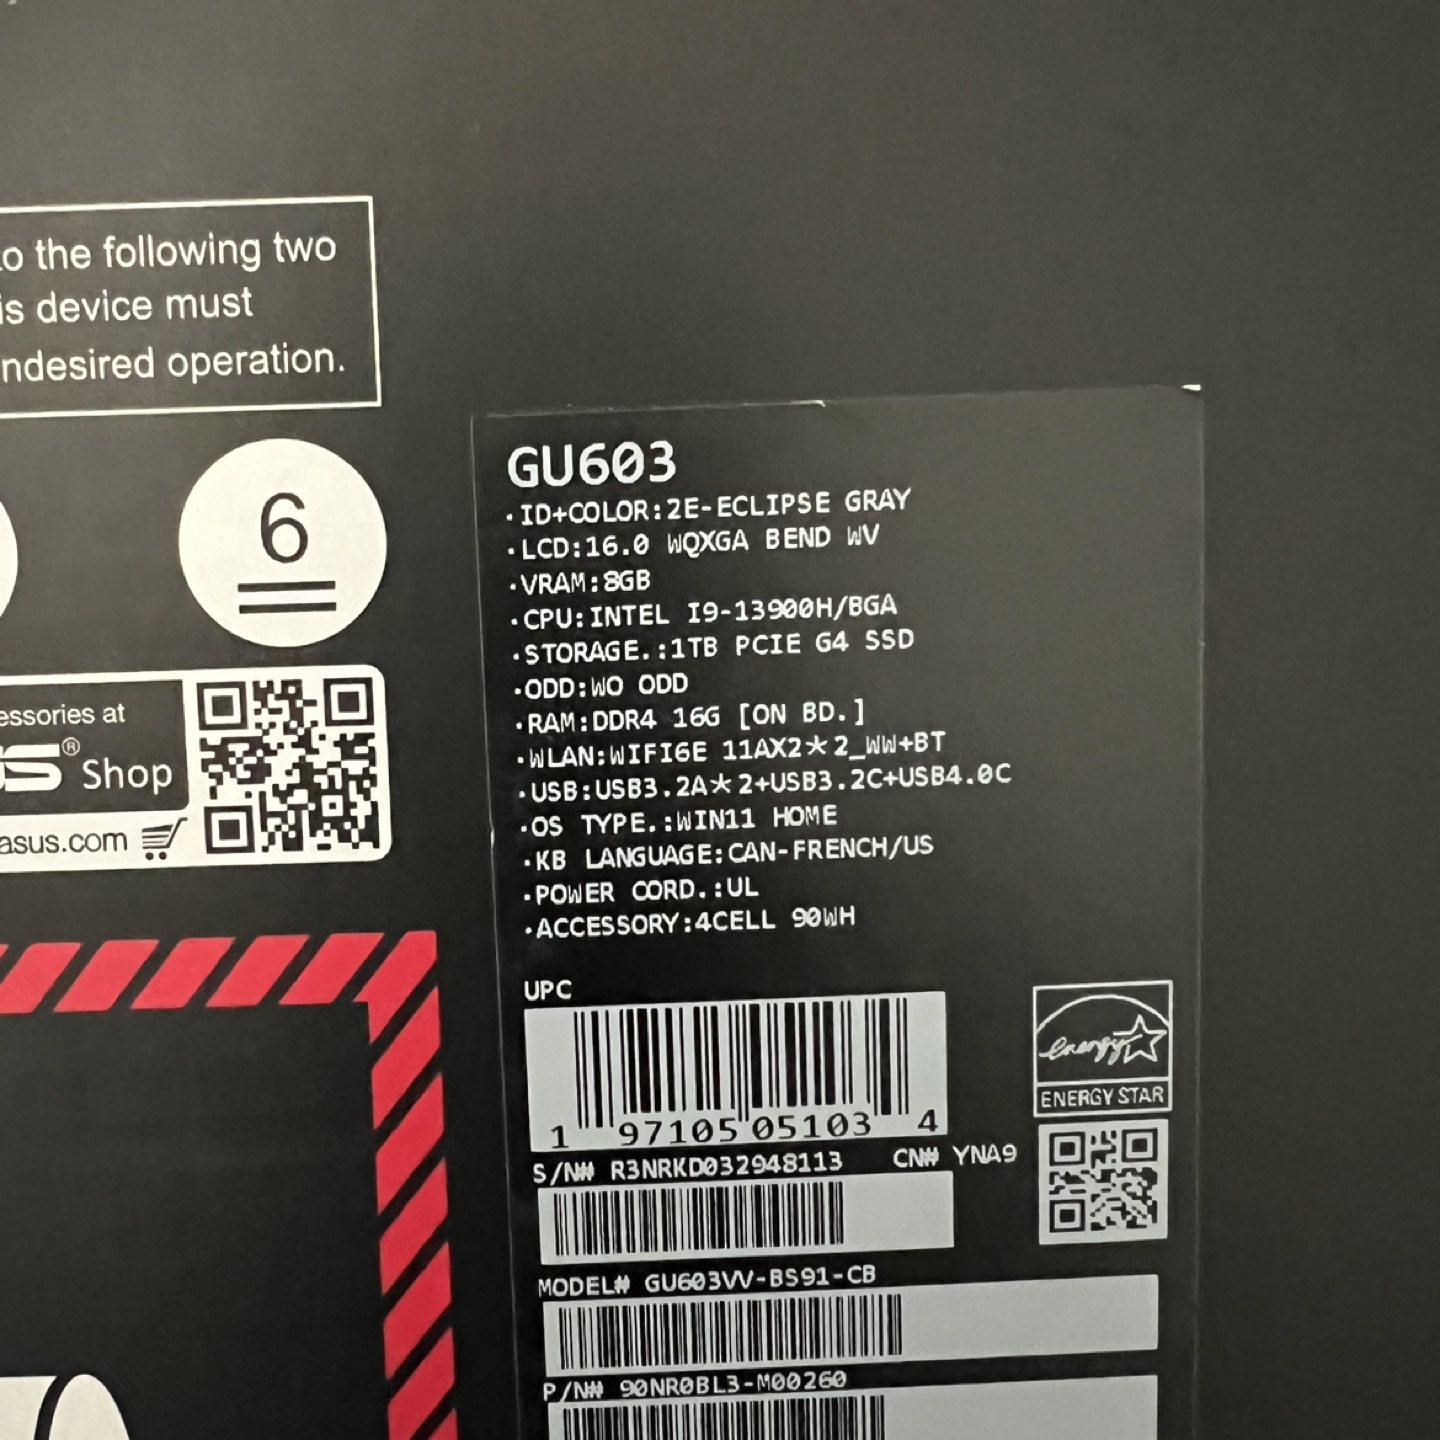 o the following two
is device must
ndesired operation.
6
essories at
US® Shop
asus.com
GU603
·ID+COLOR:2E-ECLIPSE GRAY
·LCD:16.0 WQXGA BEND WV
·VRAM:8GB
·CPU:INTEL I9-13900H/BGA
·STORAGE.:1TB PCIE G4 SSD
·ODD:WO ODD
·RAM:DDR4 16G [ON BD.]
·WLAN:WIFI6E 11AX2*2_WW+BT
·USB:USB3.2A*2+USB3.2C+USB4.0C
·OS TYPE.:WIN11 HOME
·KB LANGUAGE:CAN-FRENCH/US
·POWER CORD.:UL
·ACCESSORY:4CELL 90WH
UPC
1 97105 05103 4
energy
ENERGY STAR
S/N# R3NRKD032948113 CN# YNA9
MODEL# GU603VV-BS91-CB
P/N# 90NR0BL3-M00260